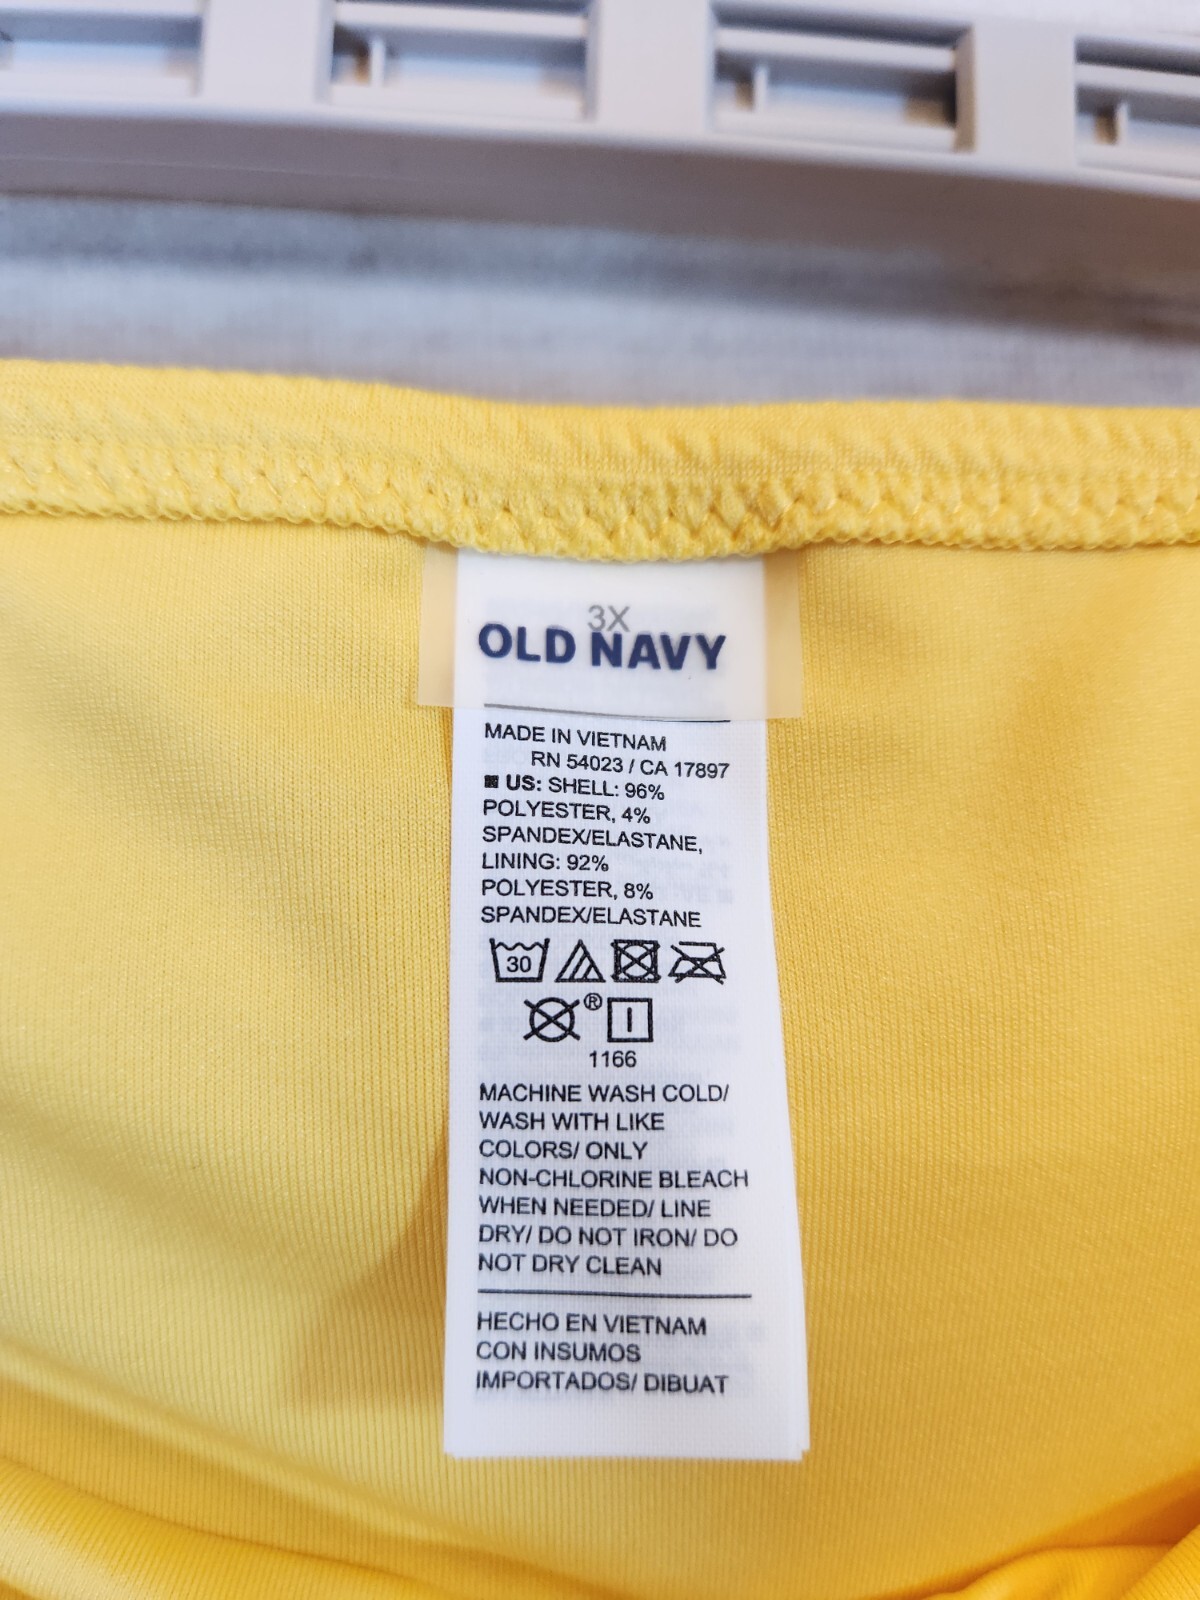 3X
OLD NAVY
MADE IN VIETNAM
RN 54023 / CA 17897
US: SHELL: 96%
POLYESTER, 4%
SPANDEX/ELASTANE,
LINING: 92%
POLYESTER, 8%
SPANDEX/ELASTANE
30
®
1166
MACHINE WASH COLD/
WASH WITH LIKE
COLORS/ ONLY
NON-CHLORINE BLEACH
WHEN NEEDED/ LINE
DRY/ DO NOT IRON/ DO
NOT DRY CLEAN
HECHO EN VIETNAM
CON INSUMOS
IMPORTADOS/ DIBUAT